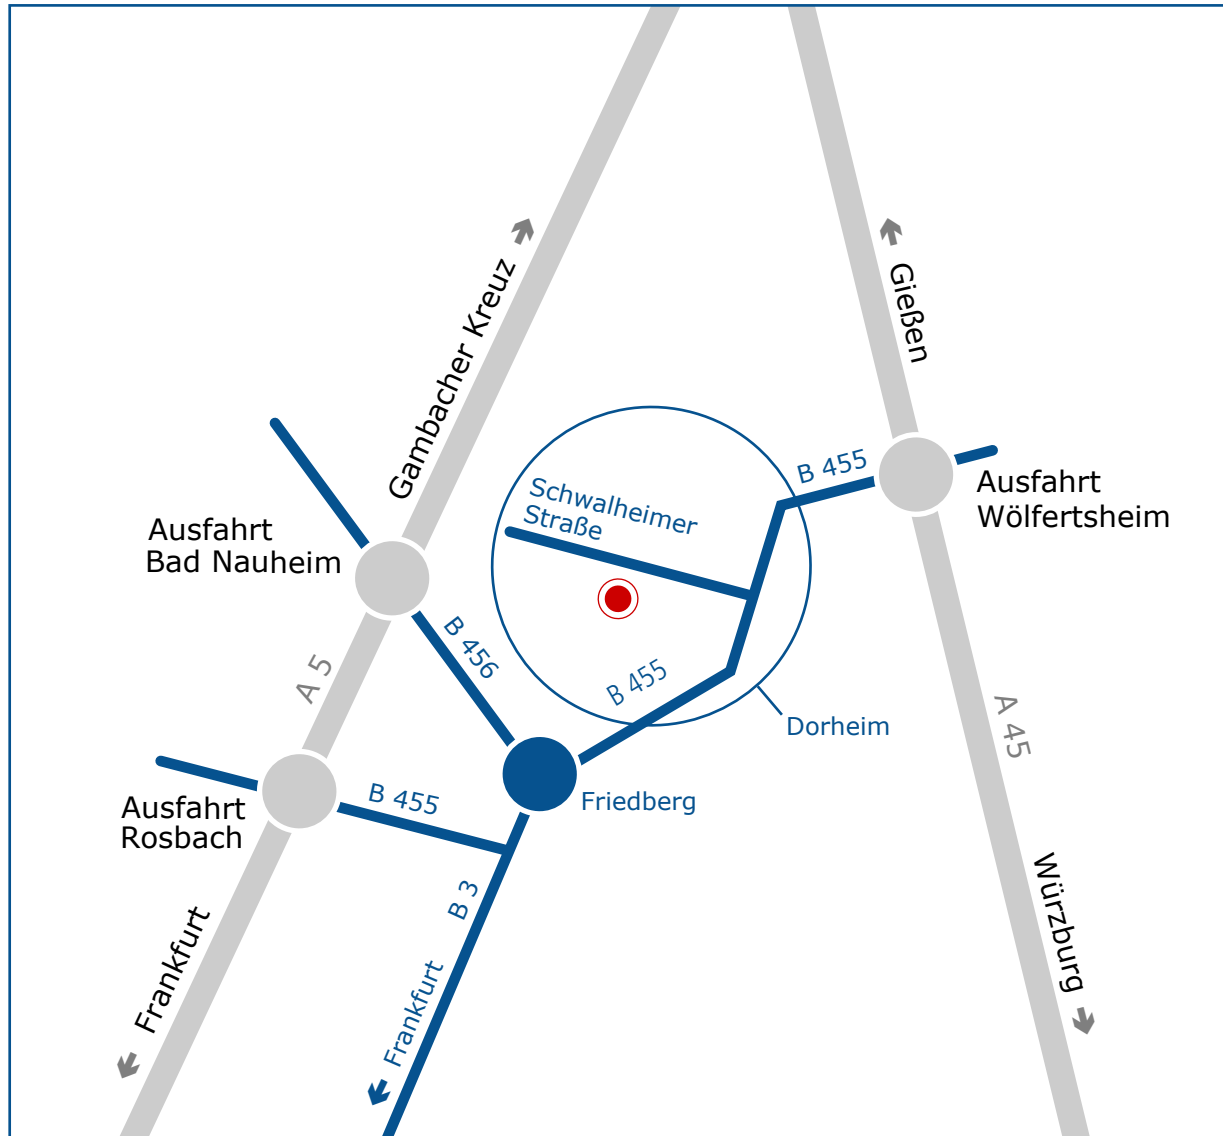 Gießen
Gambacher Kreuz
B 455
Ausfahrt
Wölfertsheim
Schwalheimer
Straße
Ausfahrt
Bad Nauheim
B 456
B 455
A 5
A 45
Dorheim
B 455
Friedberg
Ausfahrt
Rosbach
B 3
Würzburg
Frankfurt
Frankfurt